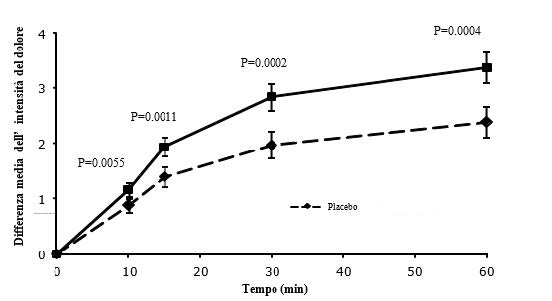 4
P=0.0004
P=0.0002
3
P=0.0011
2
P=0.0055
1
Placebo
0
0 10 20 30 40 50 60
Tempo (min)
Differenza media dell’ intensità del dolore